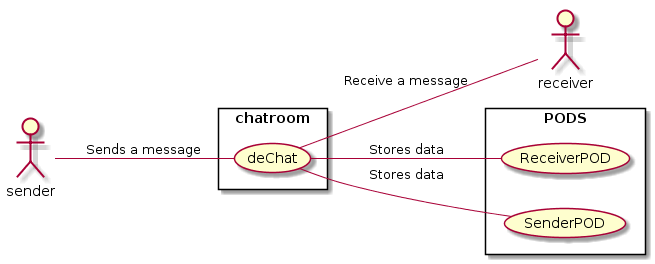 receiver
Receive a message
chatroom
PODS
Sends a message
deChat
Stores data
ReceiverPOD
Stores data
sender
SenderPOD